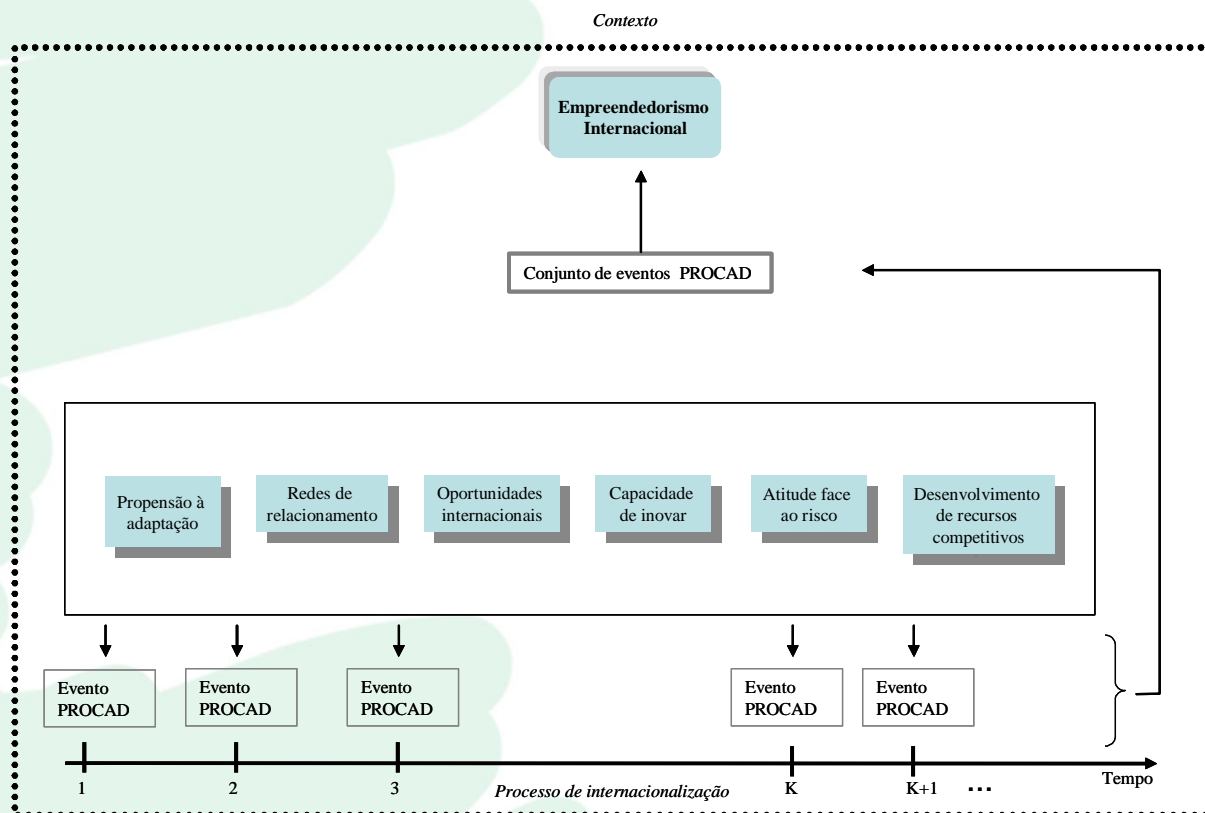 Contexto
Empreendedorismo
Internacional
Conjunto de eventos PROCAD
Propensão à
adaptação
Redes de
relacionamento
Oportunidades
internacionais
Capacidade
de inovar
Atitude face
ao risco
Desenvolvimento
de recursos
competitivos
Evento
PROCAD
Evento
PROCAD
Evento
PROCAD
Evento
PROCAD
Evento
PROCAD
1
2
3
K
K+1
...
Tempo
Processo de internacionalização